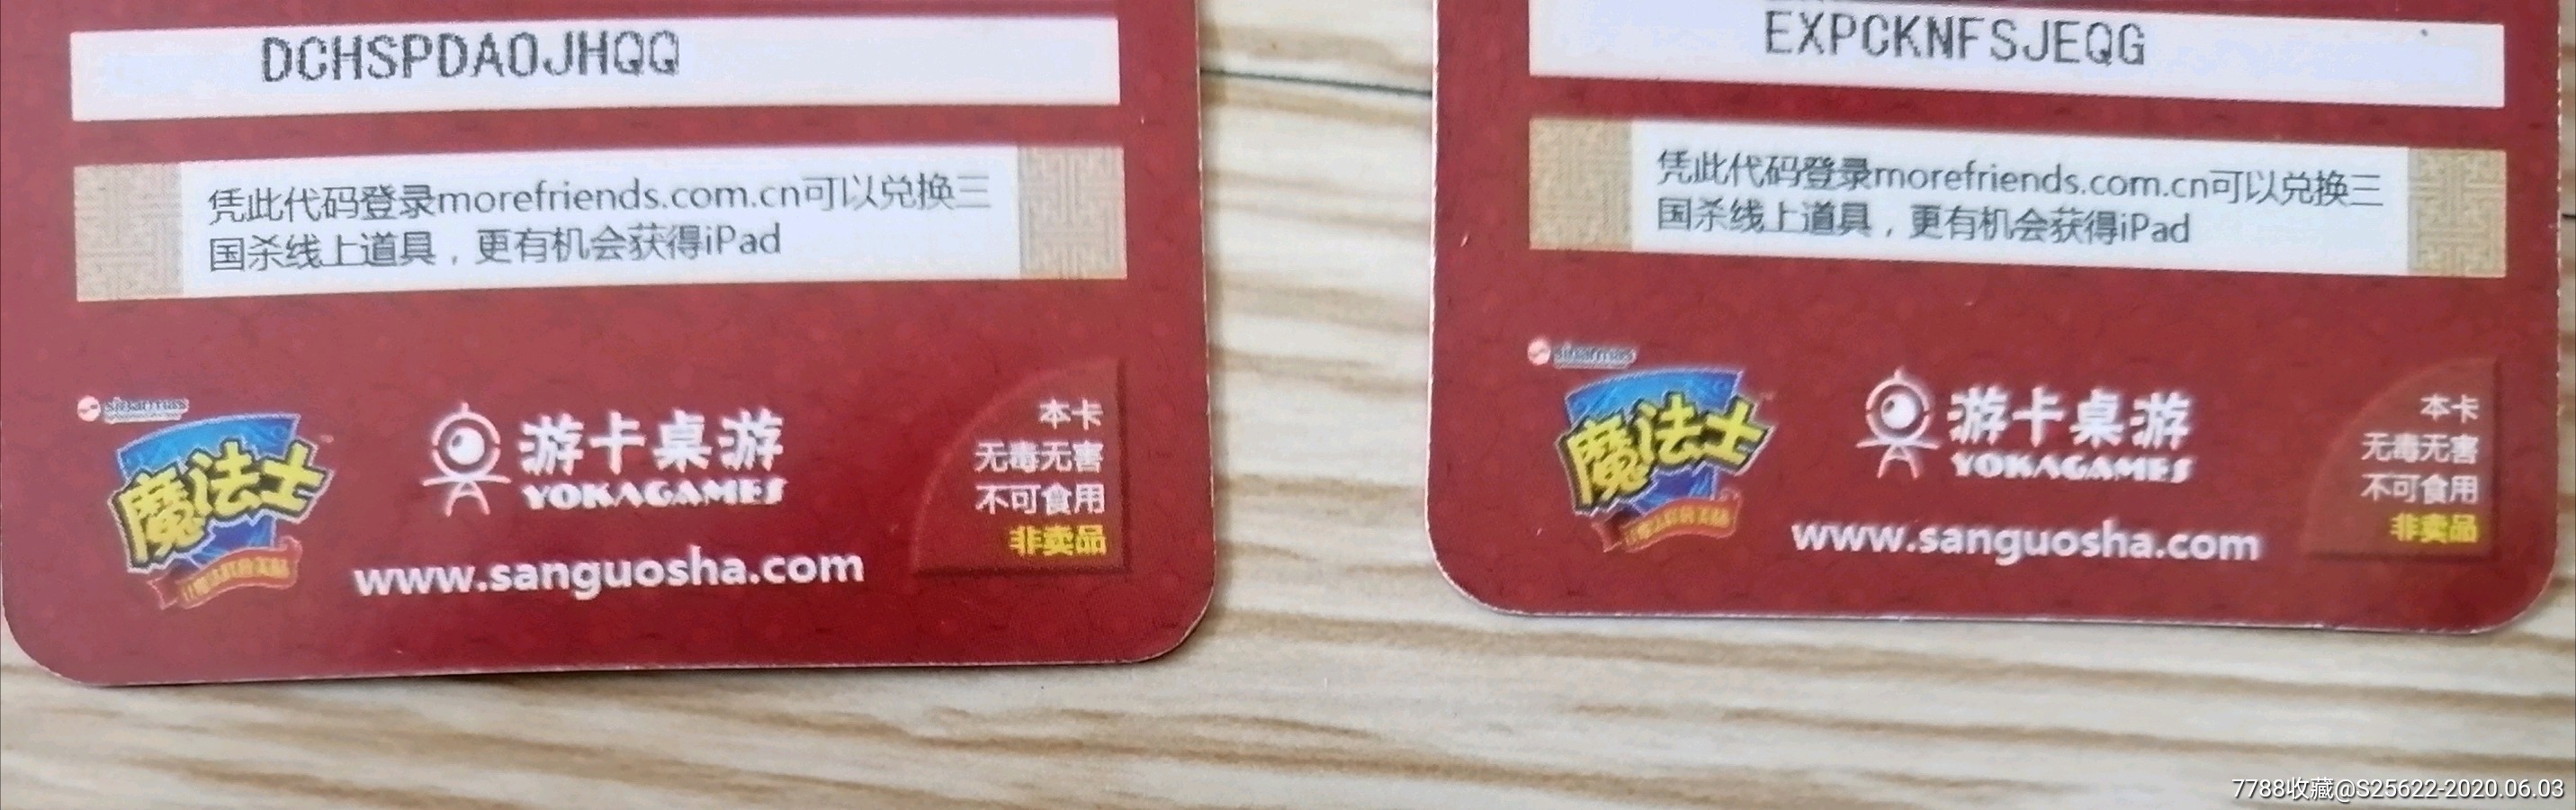 DCHSPDAOJHQQ
凭此代码登录morefriends.com.cn可以兑换三
国杀线上道具，更有机会获得iPad
sinarmas
魔法士
游卡桌游
YOKAGAMES
www.sanguosha.com
本卡
无毒无害
不可食用
非卖品
EXPCKNFSJEQG
凭此代码登录morefriends.com.cn可以兑换三
国杀线上道具，更有机会获得iPad
sinarmas
魔法士
游卡桌游
YOKAGAMES
www.sanguosha.com
本卡
无毒无害
不可食用
非卖品
7788收藏@S25622-2020.06.03